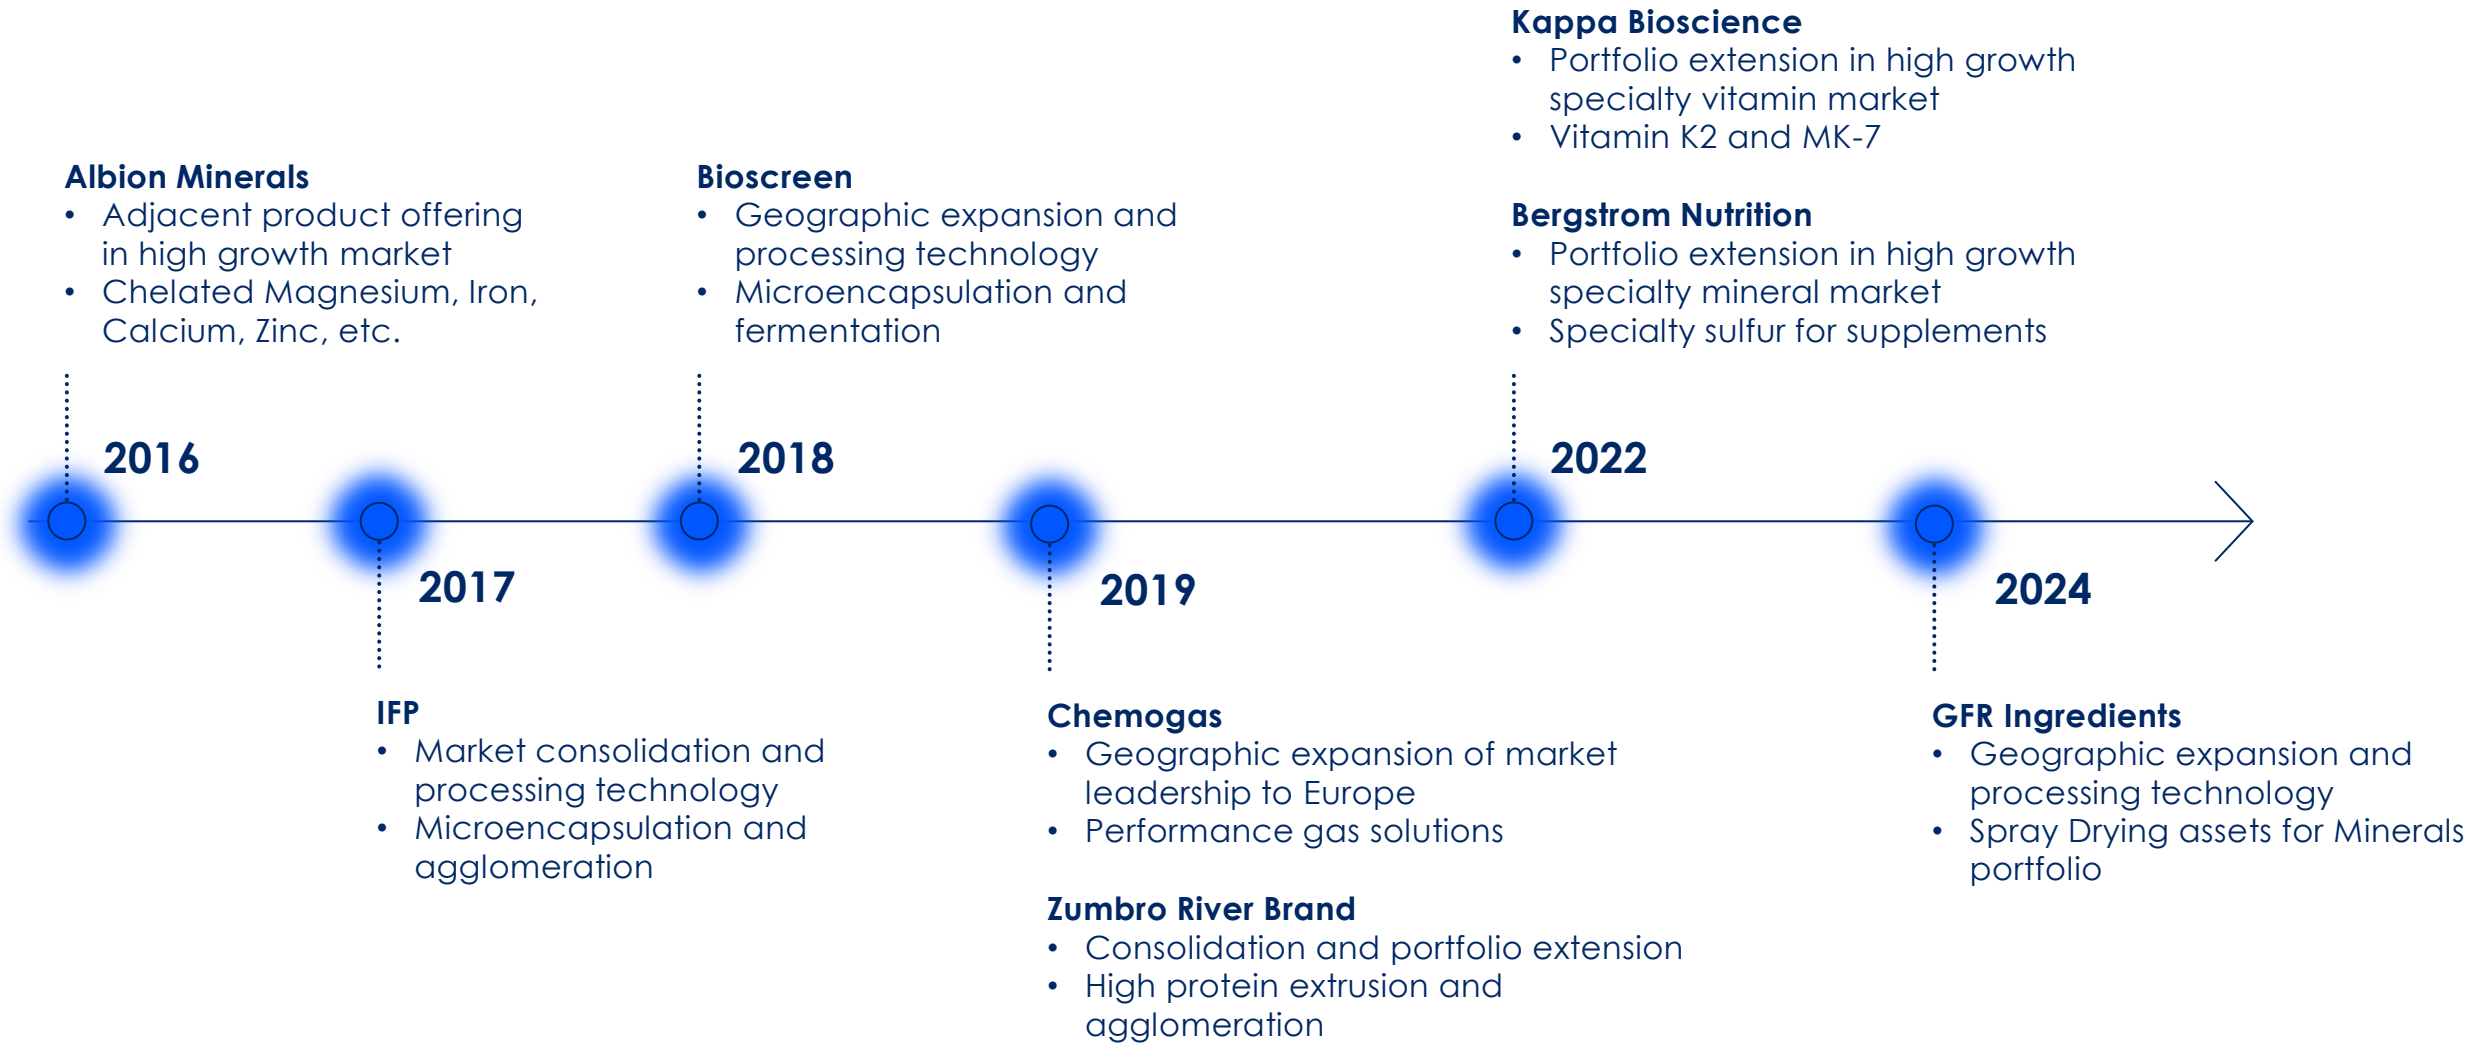 Albion Minerals
• Adjacent product offering
in high growth market
• Chelated Magnesium, Iron,
Calcium, Zinc, etc.
2016
2017
IFP
• Market consolidation and
processing technology
• Microencapsulation and
agglomeration
Bioscreen
• Geographic expansion and
processing technology
• Microencapsulation and
fermentation
2018
2019
Chemogas
• Geographic expansion of market
leadership to Europe
• Performance gas solutions
Zumbro River Brand
• Consolidation and portfolio extension
• High protein extrusion and
agglomeration
Kappa Bioscience
• Portfolio extension in high growth
specialty vitamin market
• Vitamin K2 and MK-7
Bergstrom Nutrition
• Portfolio extension in high growth
specialty mineral market
• Specialty sulfur for supplements
2022
2024
GFR Ingredients
• Geographic expansion and
processing technology
• Spray Drying assets for Minerals
portfolio